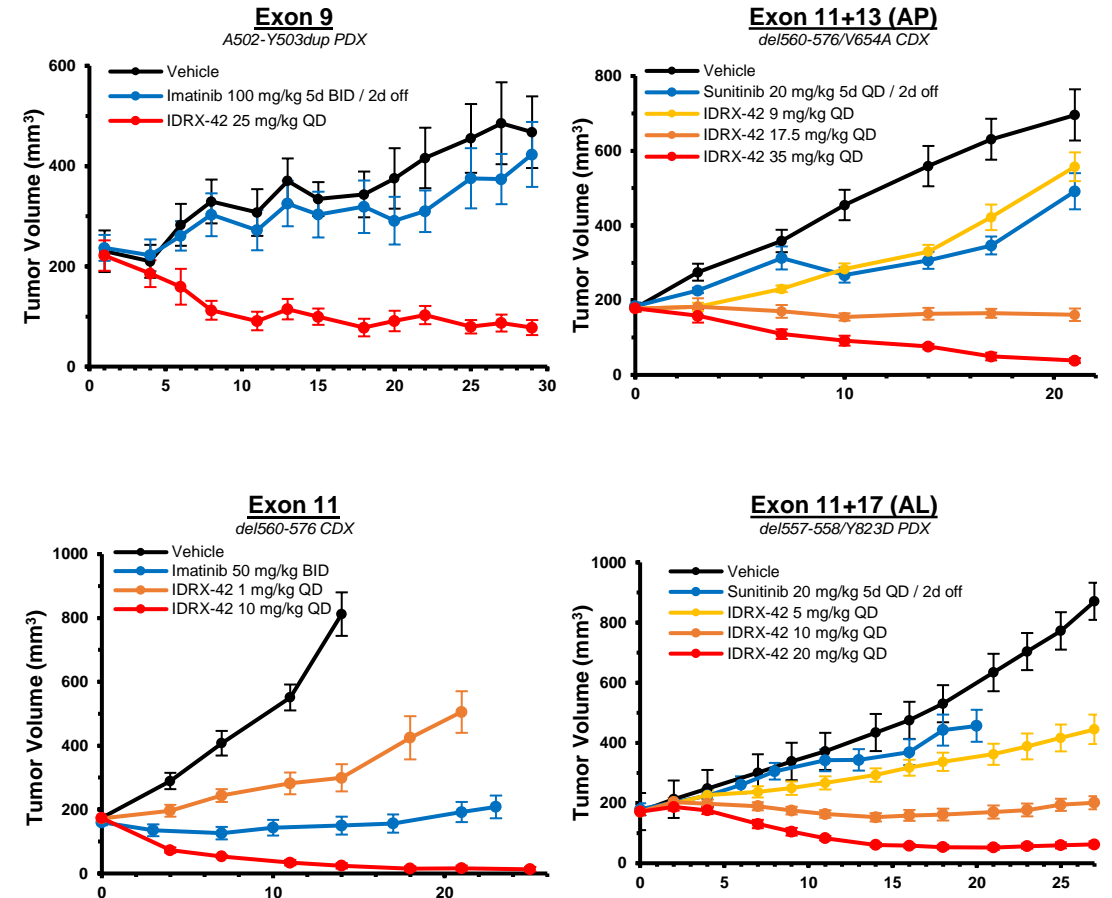 Exon 9
A502-Y503dup PDX
Vehicle
Imatinib 100 mg/kg 5d BID / 2d off
IDRX-42 25 mg/kg QD
Tumor Volume (mm³)
600
400
200
0
0 5 10 15 20 25 30
Exon 11+13 (AP)
del560-576/V654A CDX
Vehicle
Sunitinib 20 mg/kg 5d QD / 2d off
IDRX-42 9 mg/kg QD
IDRX-42 17.5 mg/kg QD
IDRX-42 35 mg/kg QD
Tumor Volume (mm³)
800
600
400
200
0
0 10 20
Exon 11
del560-576 CDX
Vehicle
Imatinib 50 mg/kg BID
IDRX-42 1 mg/kg QD
IDRX-42 10 mg/kg QD
Tumor Volume (mm³)
1000
800
600
400
200
0
0 10 20
Exon 11+17 (AL)
del557-558/Y823D PDX
Vehicle
Sunitinib 20 mg/kg 5d QD / 2d off
IDRX-42 5 mg/kg QD
IDRX-42 10 mg/kg QD
IDRX-42 20 mg/kg QD
Tumor Volume (mm³)
1000
800
600
400
200
0
0 5 10 15 20 25